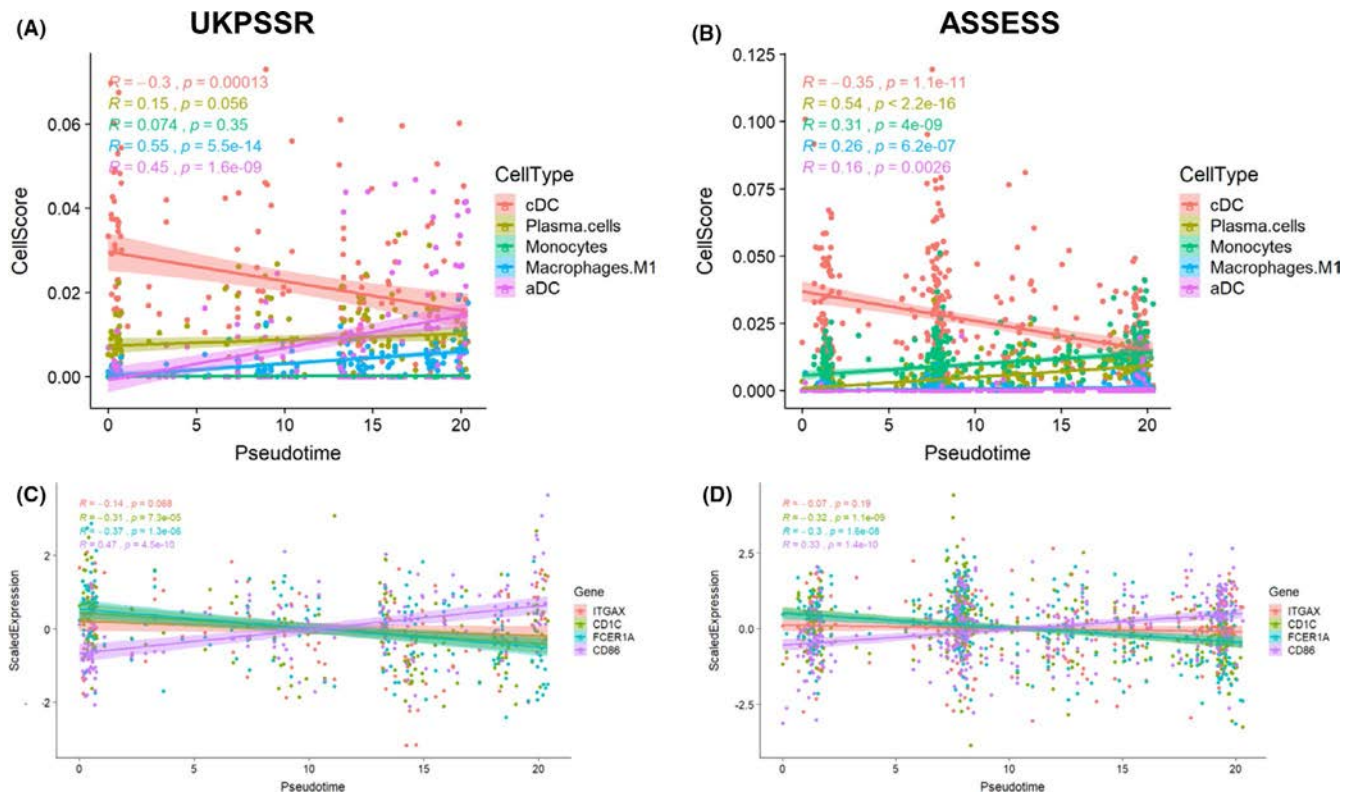 UKPSSR
ASSESS
(A)
R = −0.3 , p = 0.00013
R = 0.15 , p = 0.056
R = 0.074 , p = 0.35
R = 0.55 , p = 5.5e-14
R = 0.45 , p = 1.6e-09
0.06
0.04
0.02
0.00
CellScore
0 5 10 15 20
Pseudotime
CellType
cDC
Plasma.cells
Monocytes
Macrophages.M1
aDC
(B)
R = −0.35 , p = 1.1e-11
R = 0.54 , p < 2.2e-16
R = 0.31 , p = 4e-09
R = 0.26 , p = 6.2e-07
R = 0.16 , p = 0.0026
0.125
0.100
0.075
0.050
0.025
0.000
CellScore
0 5 10 15 20
Pseudotime
CellType
cDC
Plasma.cells
Monocytes
Macrophages.M1
aDC
(C)
R = −0.14 , p = 0.068
R = −0.31 , p = 7.3e-05
R = −0.37 , p = 1.3e-06
R = 0.47 , p = 4.5e-10
2
0
-2
ScaledExpression
0 5 10 15 20
Pseudotime
Gene
ITGAX
CD1C
FCER1A
CD86
(D)
R = −0.07 , p = 0.19
R = −0.32 , p = 1.1e-09
R = −0.3 , p = 1.6e-08
R = 0.33 , p = 1.4e-10
2.5
0.0
-2.5
ScaledExpression
0 5 10 15 20
Pseudotime
Gene
ITGAX
CD1C
FCER1A
CD86